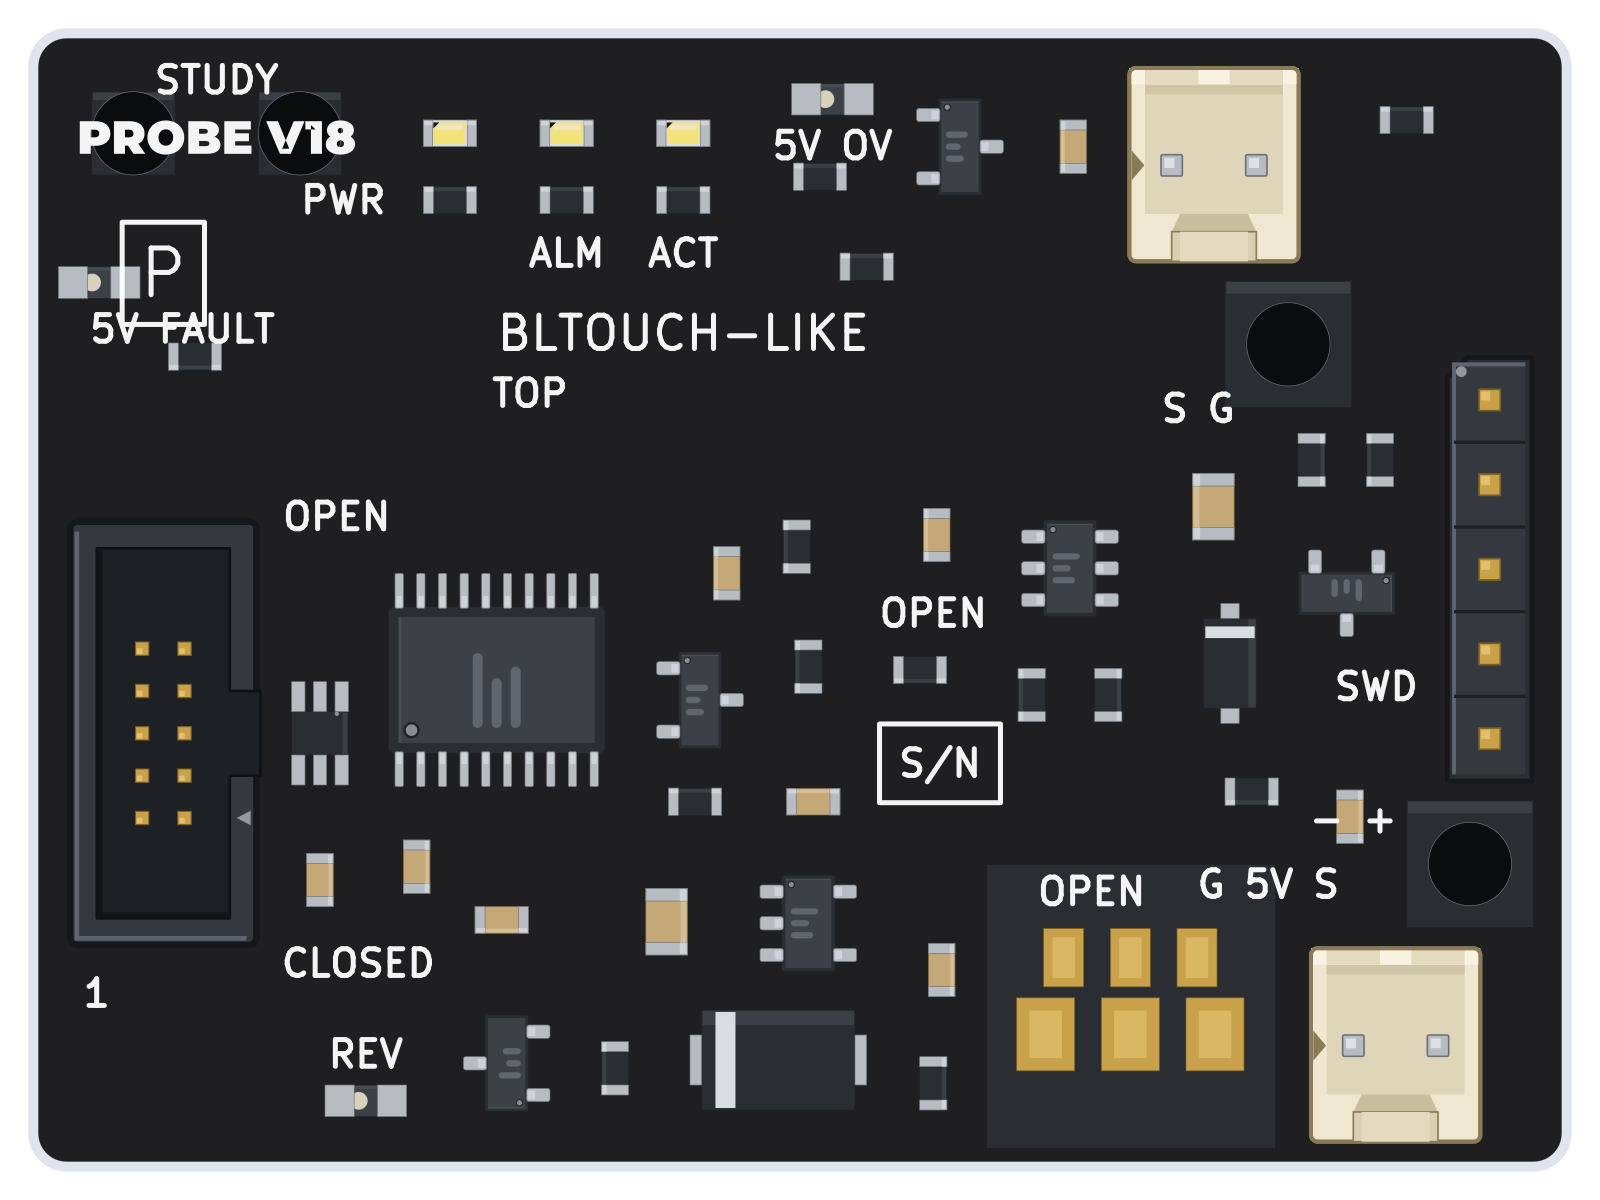 STUDY
PROBE V18
PWR
ALM
ACT
5V OV
P
5V FAULT
BLTOUCH-LIKE
TOP
S G
OPEN
OPEN
SWD
S/N
- +
OPEN
G 5V S
CLOSED
1
REV